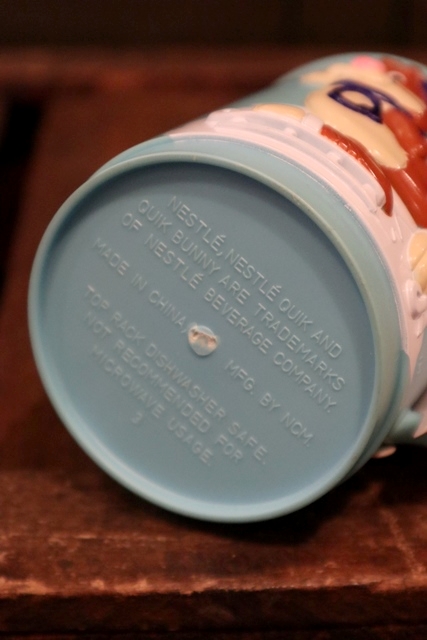 NESTLÉ, NESTLÉ QUIK AND
QUIK BUNNY ARE TRADEMARKS
OF NESTLÉ BEVERAGE COMPANY.
MADE IN CHINA MFG. BY NCM.
TOP RACK DISHWASHER SAFE.
NOT RECOMMENDED FOR
MICROWAVE USAGE.
3